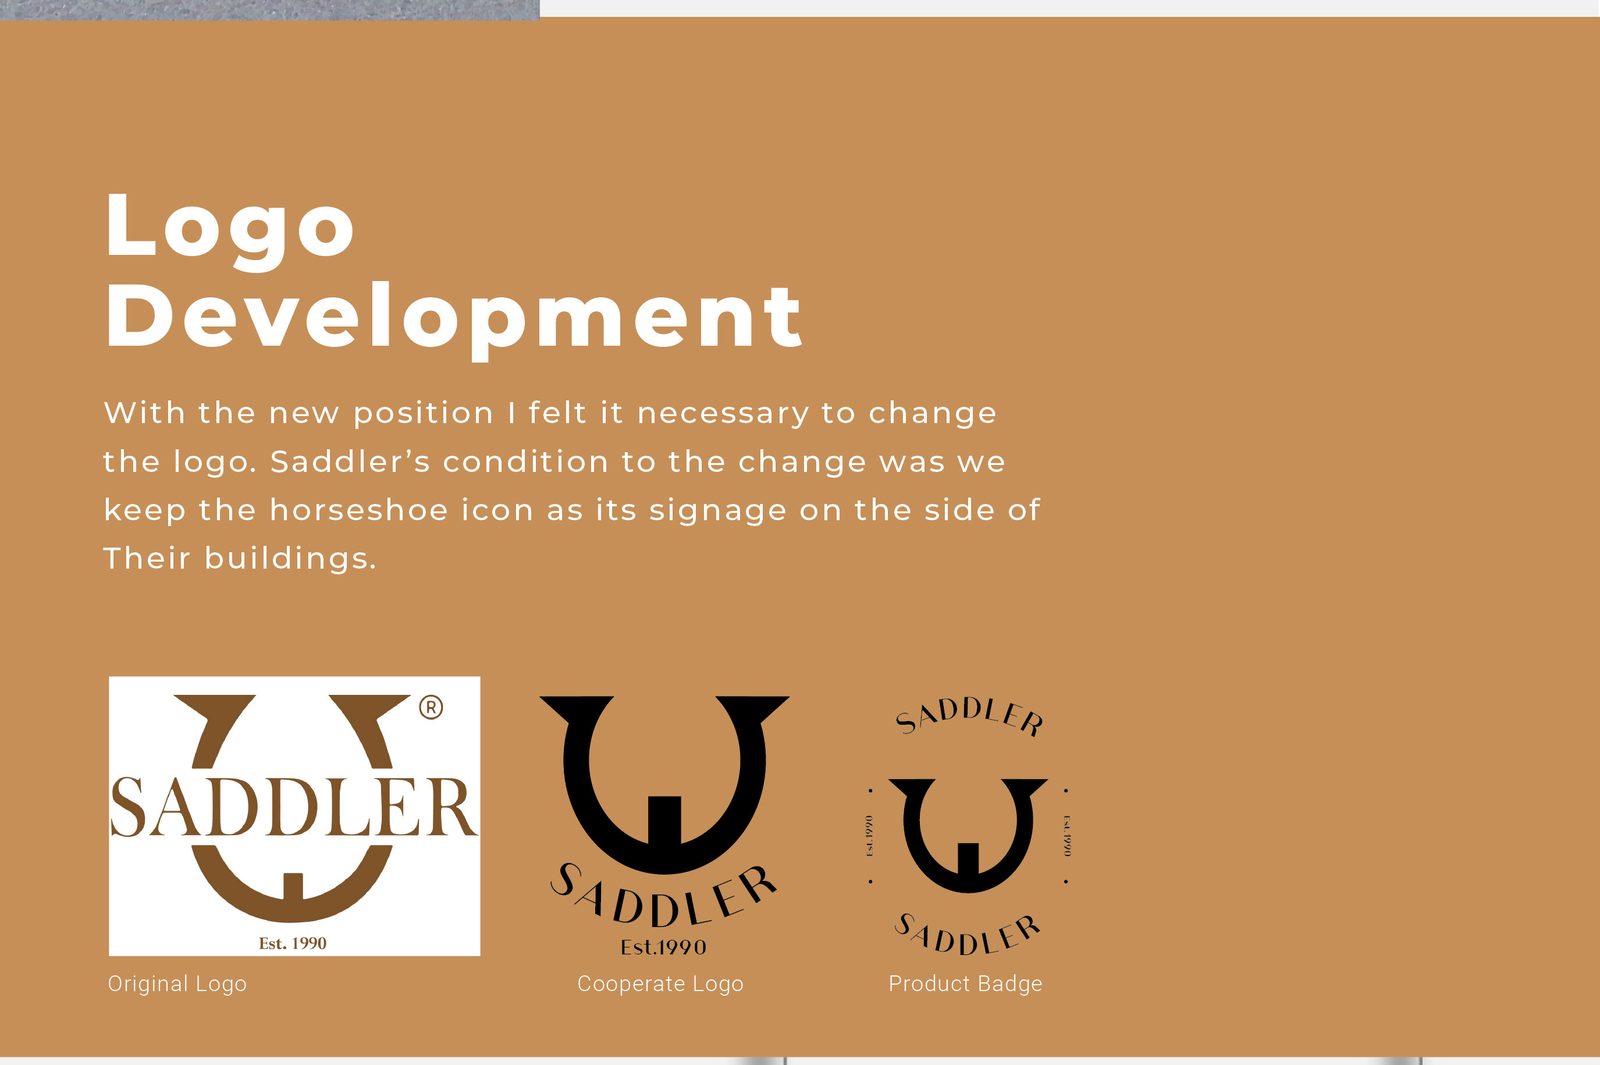 Logo
Development
With the new position I felt it necessary to change
the logo. Saddler’s condition to the change was we
keep the horseshoe icon as its signage on the side of
Their buildings.
®
SADDLER
Est. 1990
Original Logo
SADDLER
Est.1990
Cooperate Logo
SADDLER
Est.1990
Est.1990
SADDLER
Product Badge